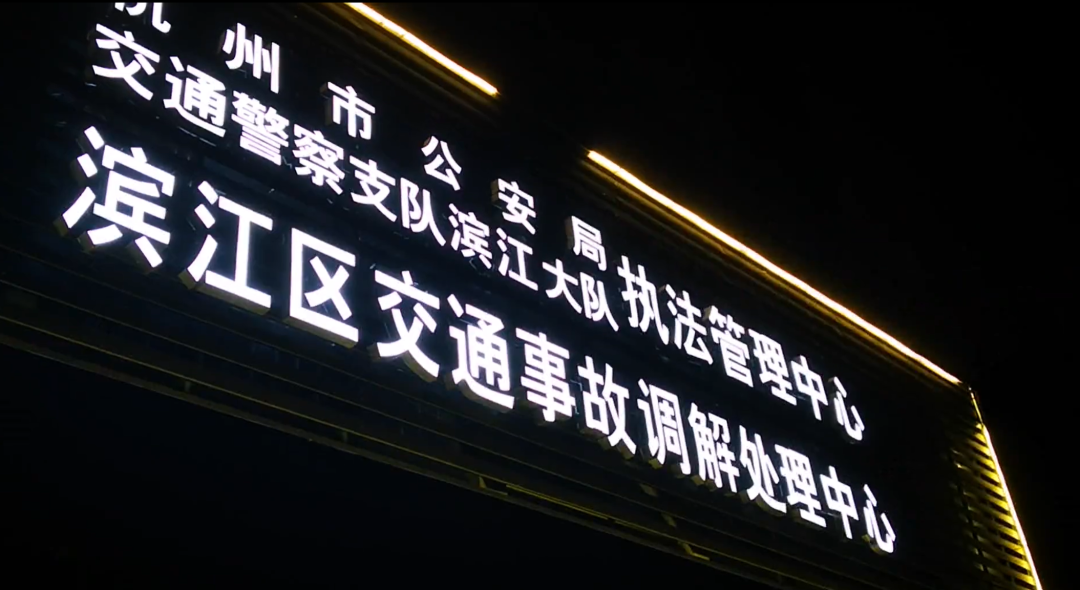 杭州市公安局
交通警察支队滨江大队执法管理中心
滨江区交通事故调解处理中心